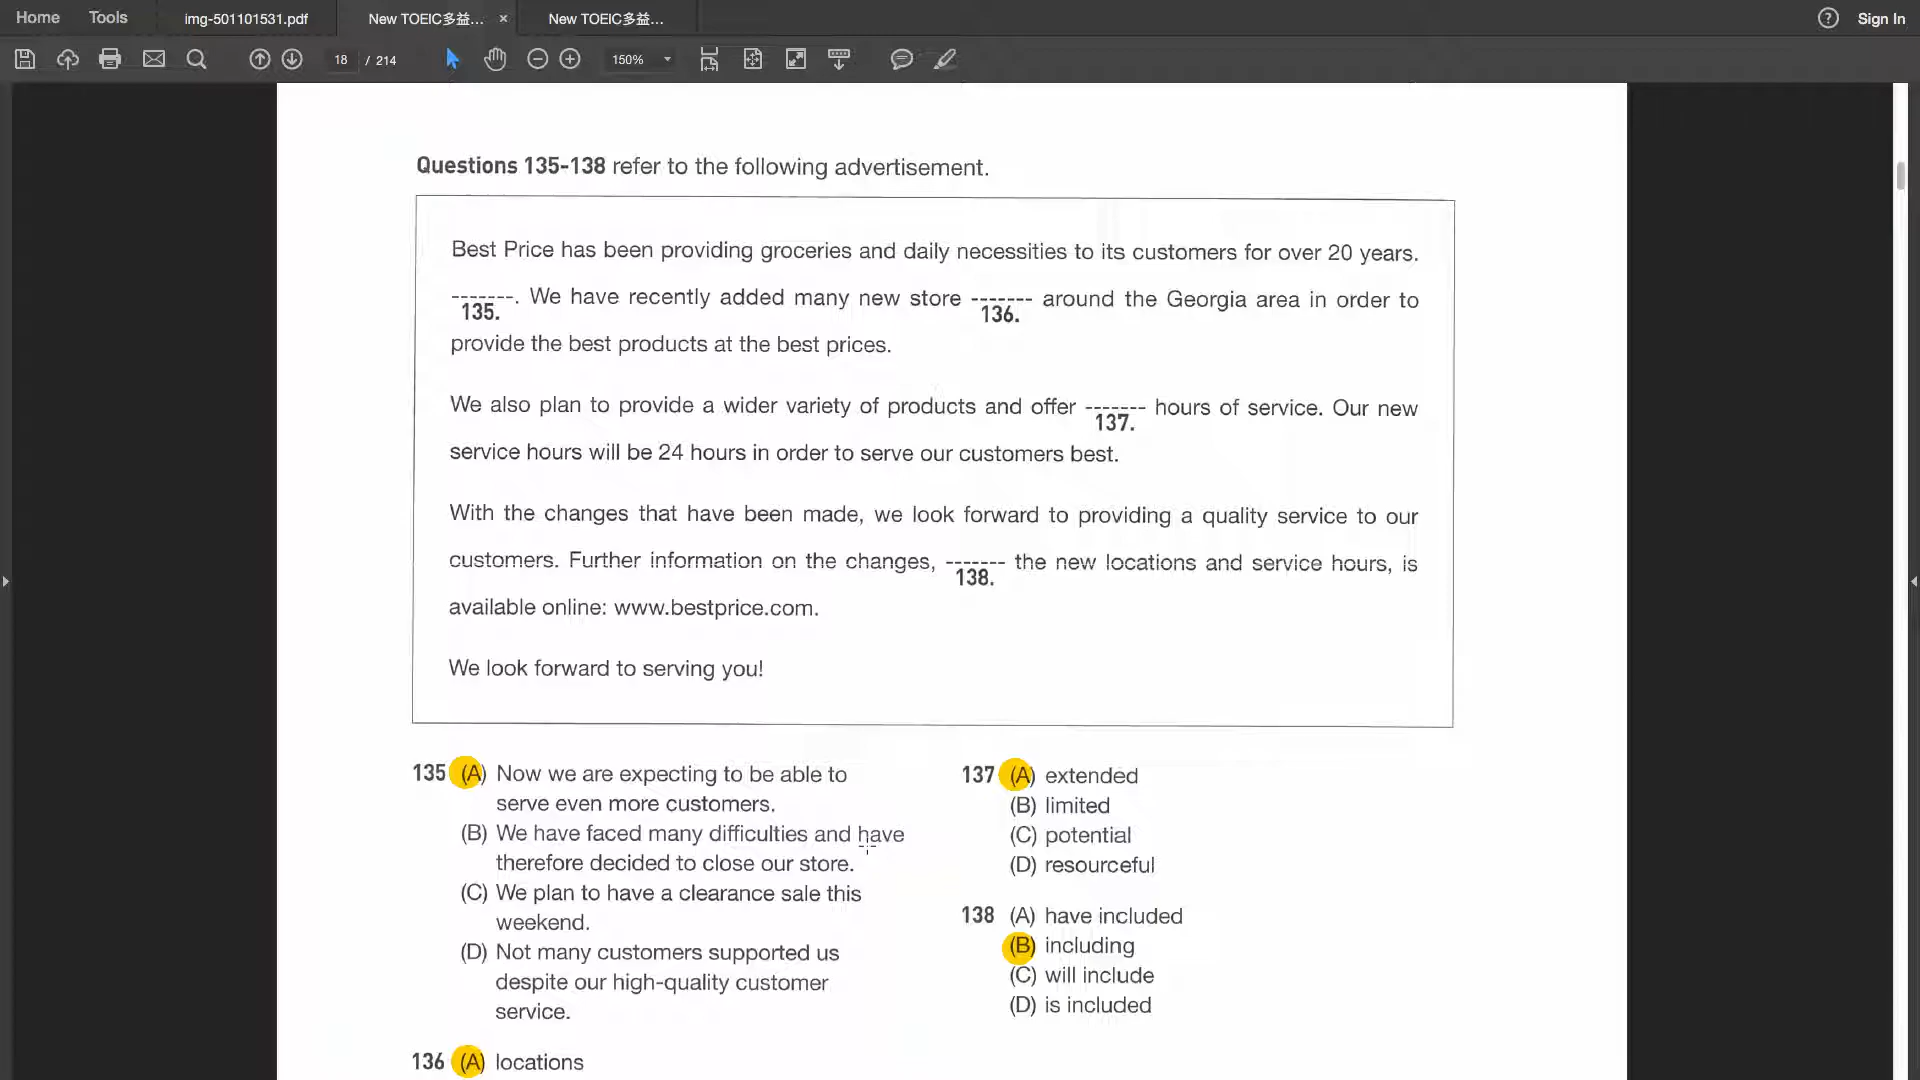 Home Tools img-501101531.pdf New TOEIC多益... × New TOEIC多益... ? Sign In
18 / 214 150%
Questions 135-138 refer to the following advertisement.
Best Price has been providing groceries and daily necessities to its customers for over 20 years.
-------. We have recently added many new store ------- around the Georgia area in order to
135. 136.
provide the best products at the best prices.
We also plan to provide a wider variety of products and offer ------- hours of service. Our new
137.
service hours will be 24 hours in order to serve our customers best.
With the changes that have been made, we look forward to providing a quality service to our
customers. Further information on the changes, ------- the new locations and service hours, is
138.
available online: www.bestprice.com.
We look forward to serving you!
135 (A) Now we are expecting to be able to
serve even more customers.
(B) We have faced many difficulties and have
therefore decided to close our store.
(C) We plan to have a clearance sale this
weekend.
(D) Not many customers supported us
despite our high-quality customer
service.
136 (A) locations
137 (A) extended
(B) limited
(C) potential
(D) resourceful
138 (A) have included
(B) including
(C) will include
(D) is included